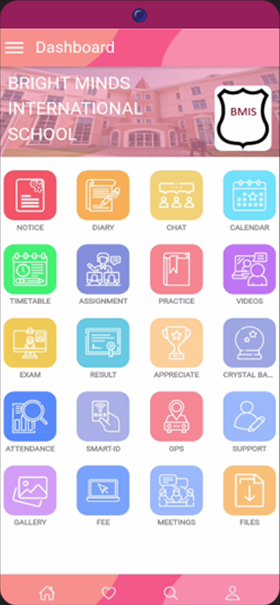 Dashboard
BRIGHT MINDS
INTERNATIONAL
SCHOOL
BMIS
NOTICE
DIARY
CHAT
CALENDAR
TIMETABLE
ASSIGNMENT
PRACTICE
VIDEOS
EXAM
RESULT
APPRECIATE
CRYSTAL BA...
ATTENDANCE
SMART-ID
GPS
SUPPORT
GALLERY
FEE
MEETINGS
FILES